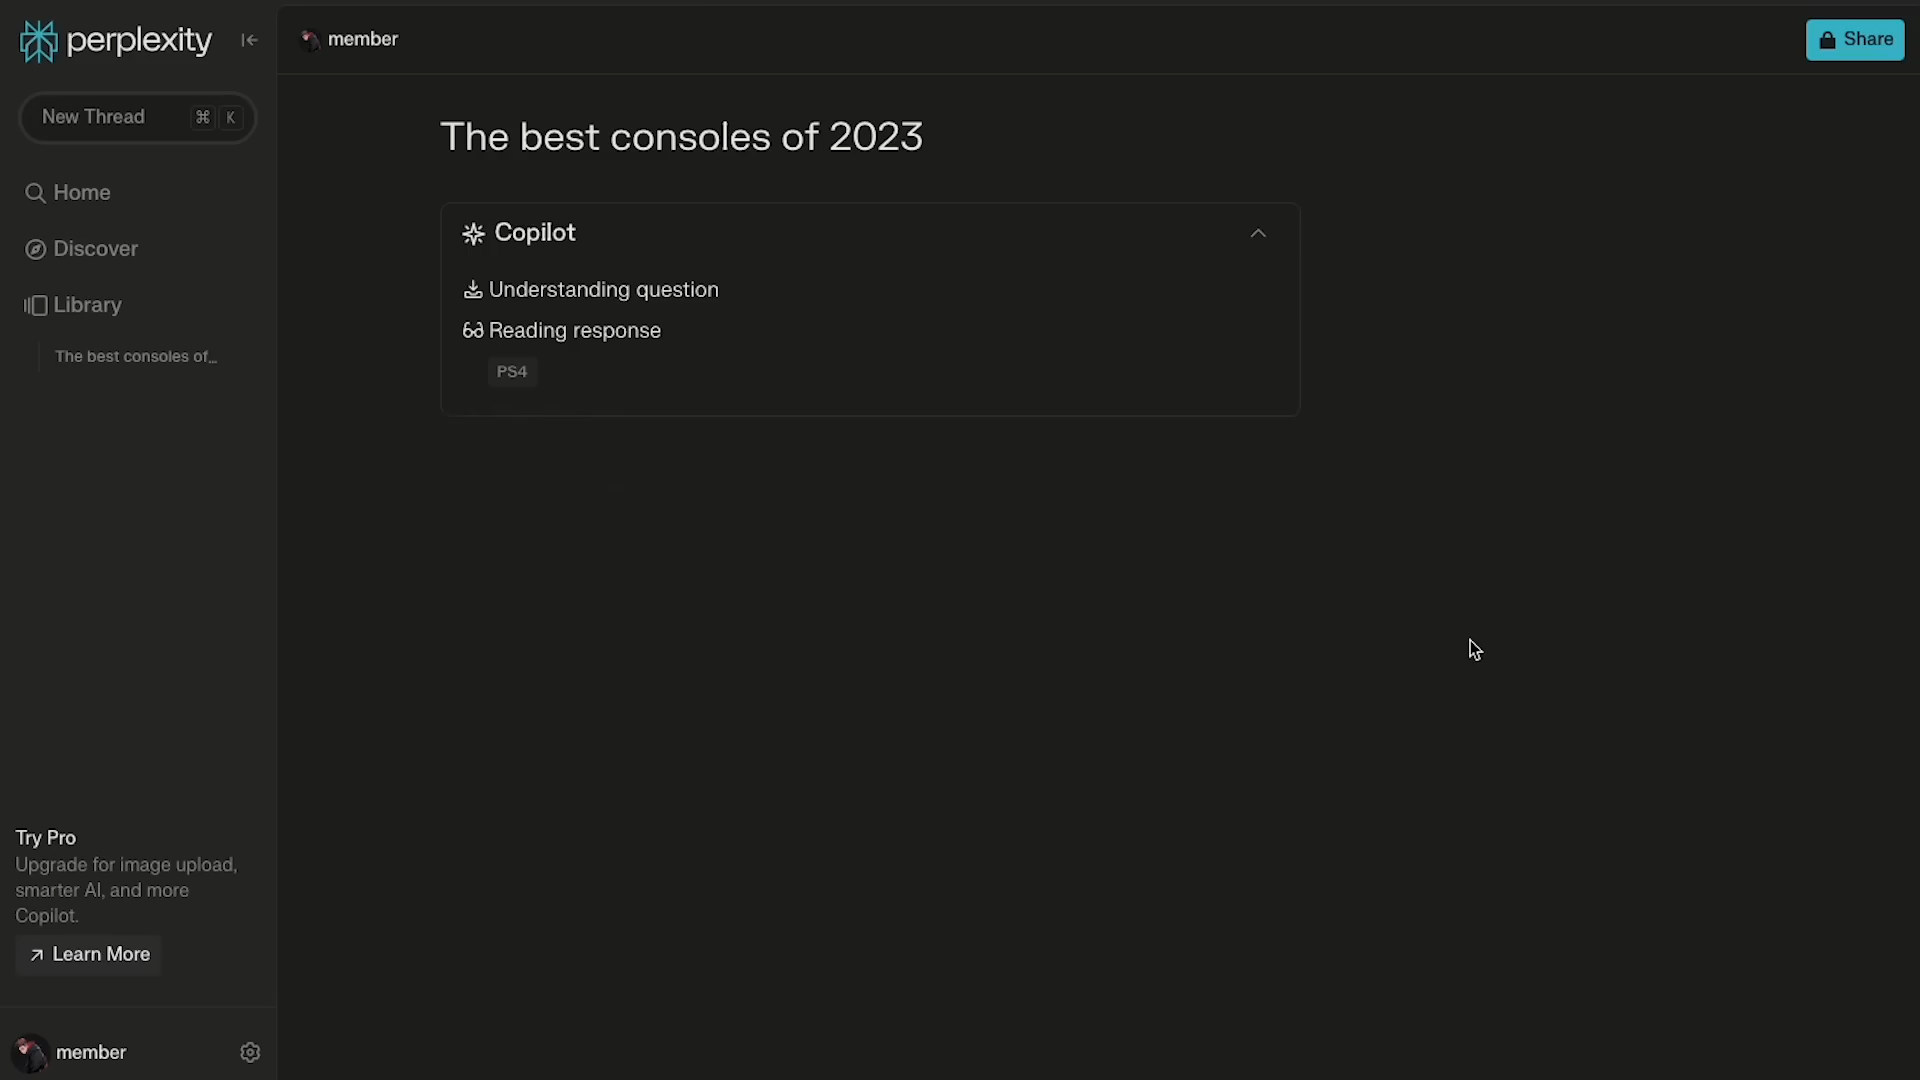 perplexity
member
Share
New Thread
⌘ K
Home
Discover
Library
The best consoles of…
The best consoles of 2023
Copilot
Understanding question
Reading response
PS4
Try Pro
Upgrade for image upload,
smarter AI, and more
Copilot.
Learn More
member